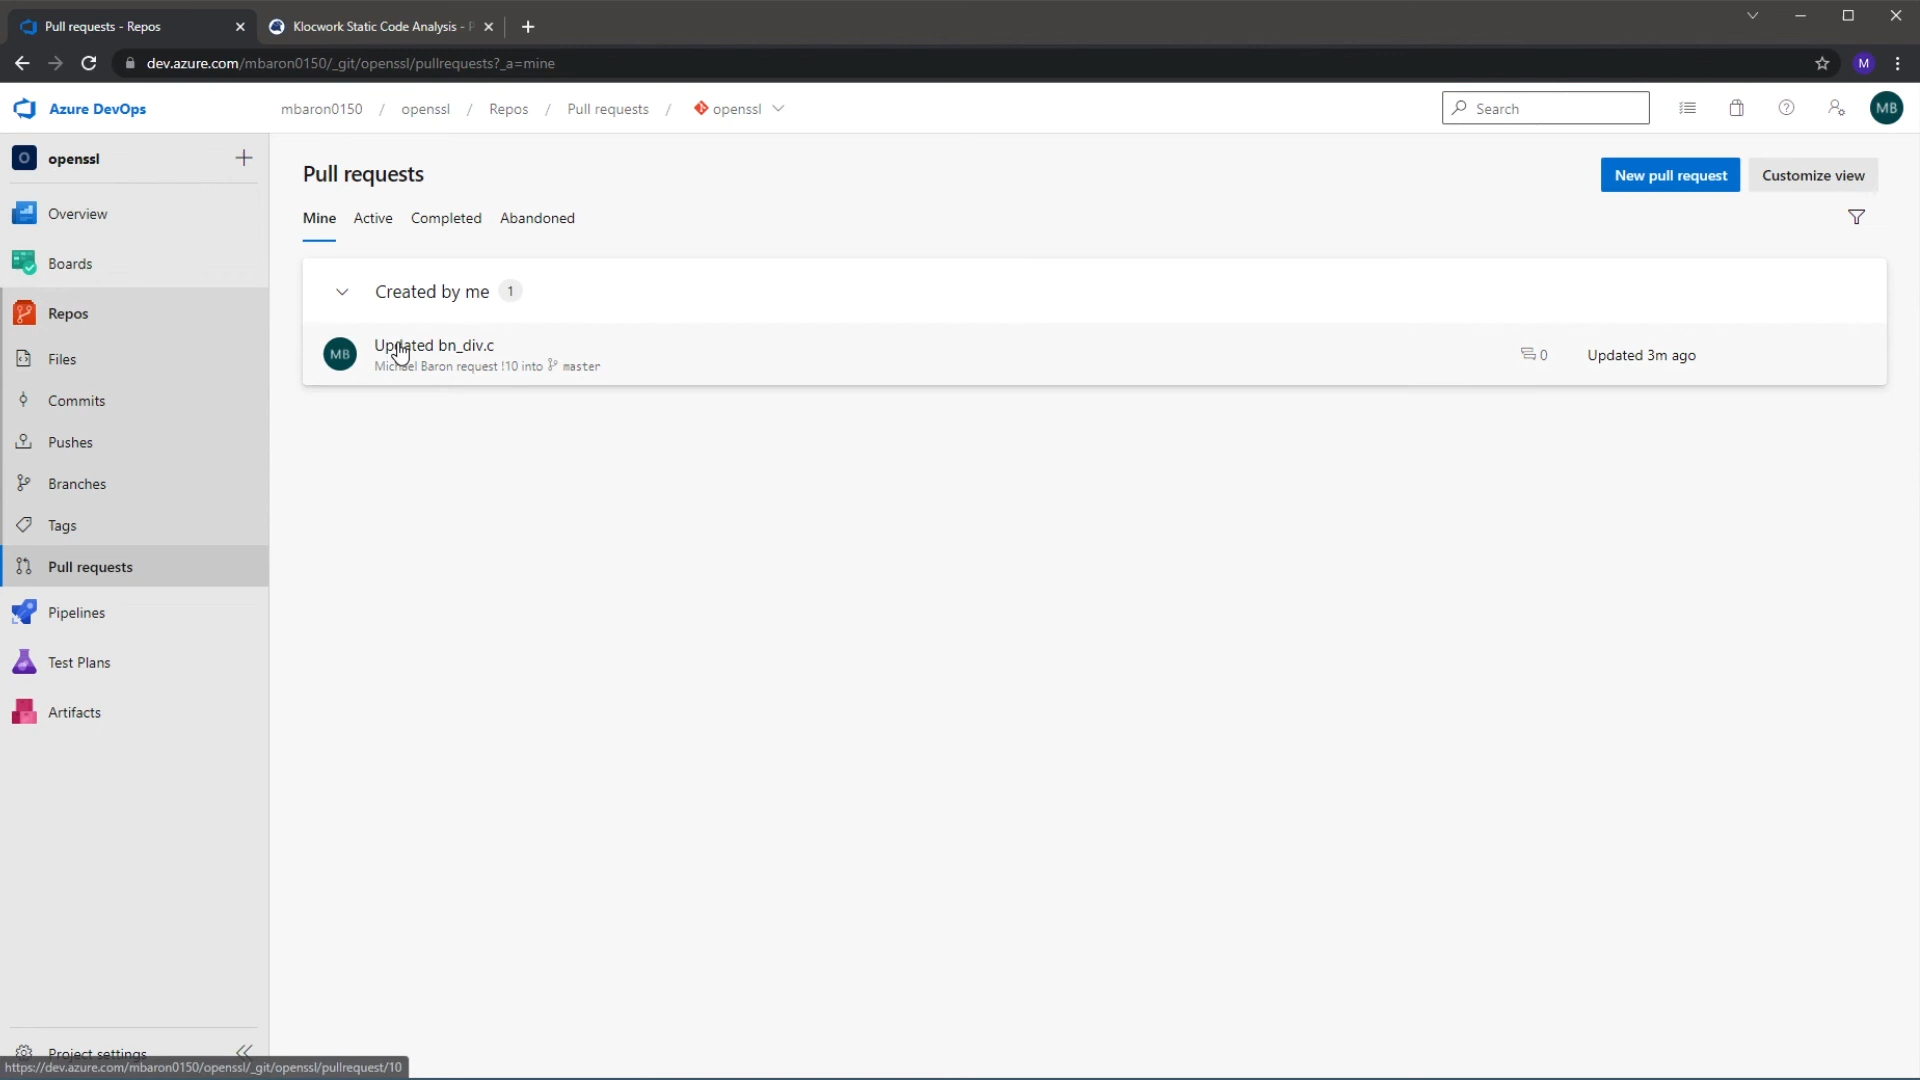 Pull requests - Repos
Klocwork Static Code Analysis -
dev.azure.com/mbaron0150/_git/openssl/pullrequests?_a=mine
M
Azure DevOps
mbaron0150 / openssl / Repos / Pull requests / openssl
Search
MB
O openssl
Overview
Boards
Repos
Files
Commits
Pushes
Branches
Tags
Pull requests
Pipelines
Test Plans
Artifacts
Project settings
Pull requests
New pull request
Customize view
Mine Active Completed Abandoned
Created by me 1
MB
Updated bn_div.c
Michael Baron request !10 into master
0
Updated 3m ago
https://dev.azure.com/mbaron0150/openssl/_git/openssl/pullrequest/10